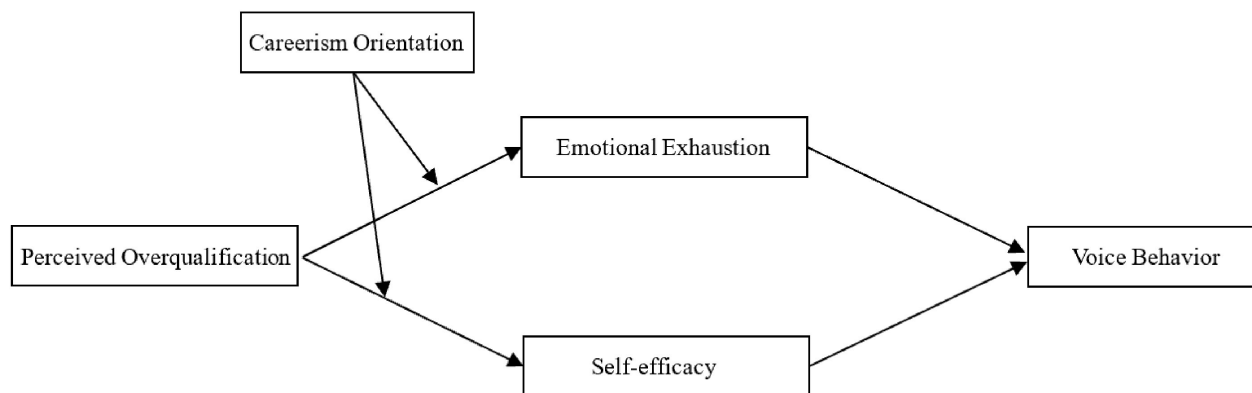 Careerism Orientation
Emotional Exhaustion
Perceived Overqualification
Voice Behavior
Self-efficacy